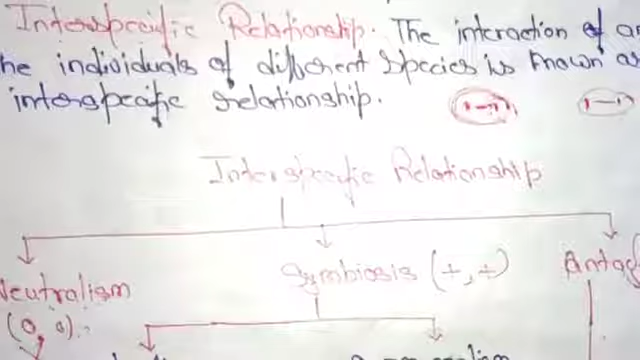 Interspecific Relationship. The interaction of
individuals of different species is known as
interspecific relationship.
Interspecific Relationship
Neutralism
Symbiosis (+,+)
Antag
(0, 0)